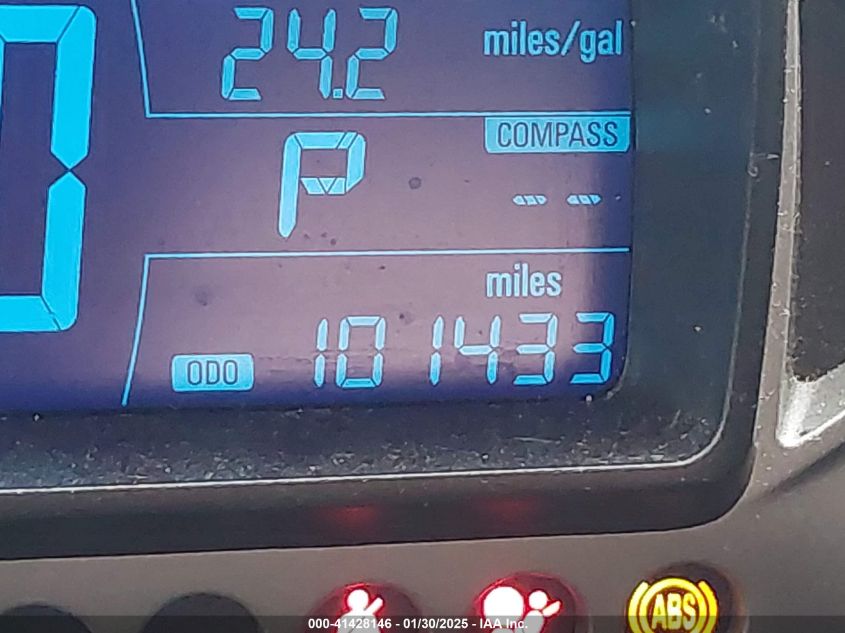 24.2 miles/gal
COMPASS
P --
miles
ODO 101433
ABS
000-41428146 - 01/30/2025 - IAA Inc.